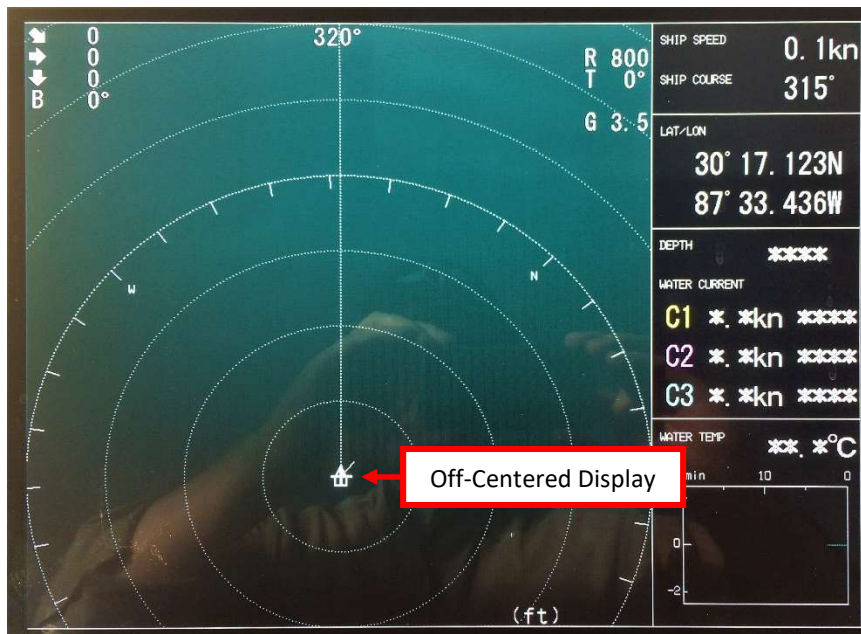 0
0
0
B 0°
320°
R 800
T 0°
G 3.5
W
N
Off-Centered Display
(ft)
SHIP SPEED 0.1kn
SHIP COURSE 315°
LAT/LON
30° 17.123N
87° 33.436W
DEPTH ****
WATER CURRENT
C1 *.*kn ****
C2 *.*kn ****
C3 *.*kn ****
WATER TEMP **.*°C
min 10 0
0
-2